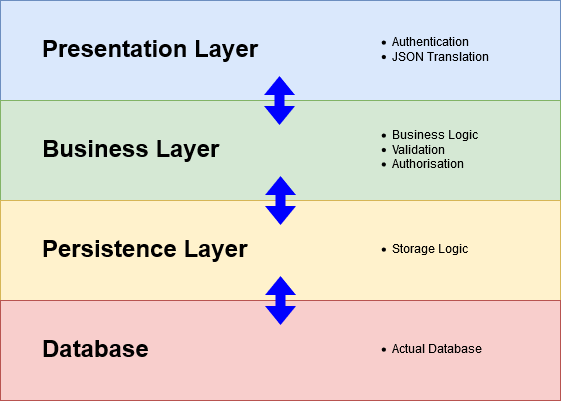 Presentation Layer
• Authentication
• JSON Translation
Business Layer
• Business Logic
• Validation
• Authorisation
Persistence Layer
• Storage Logic
Database
• Actual Database